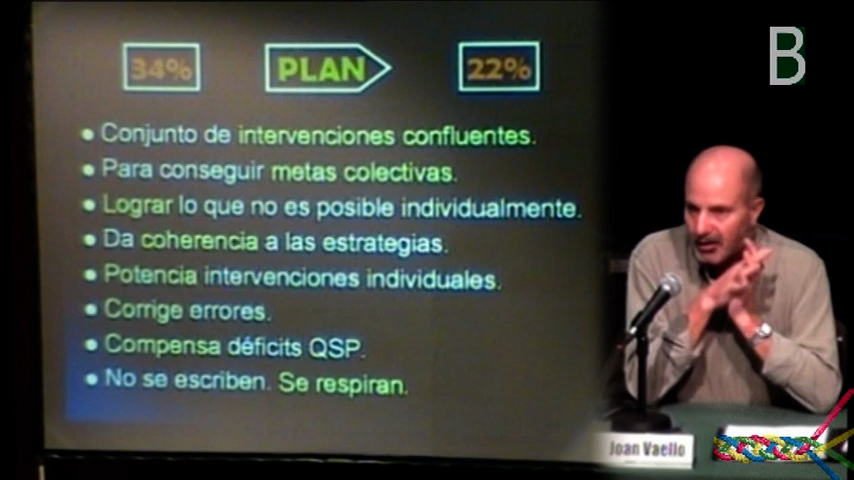 B
34% PLAN 22%
• Conjunto de intervenciones confluentes.
• Para conseguir metas colectivas.
• Lograr lo que no es posible individualmente.
• Da coherencia a las estrategias.
• Potencia intervenciones individuales.
• Corrige errores.
• Compensa déficits QSP.
• No se escriben. Se respiran.
Joan Vaello